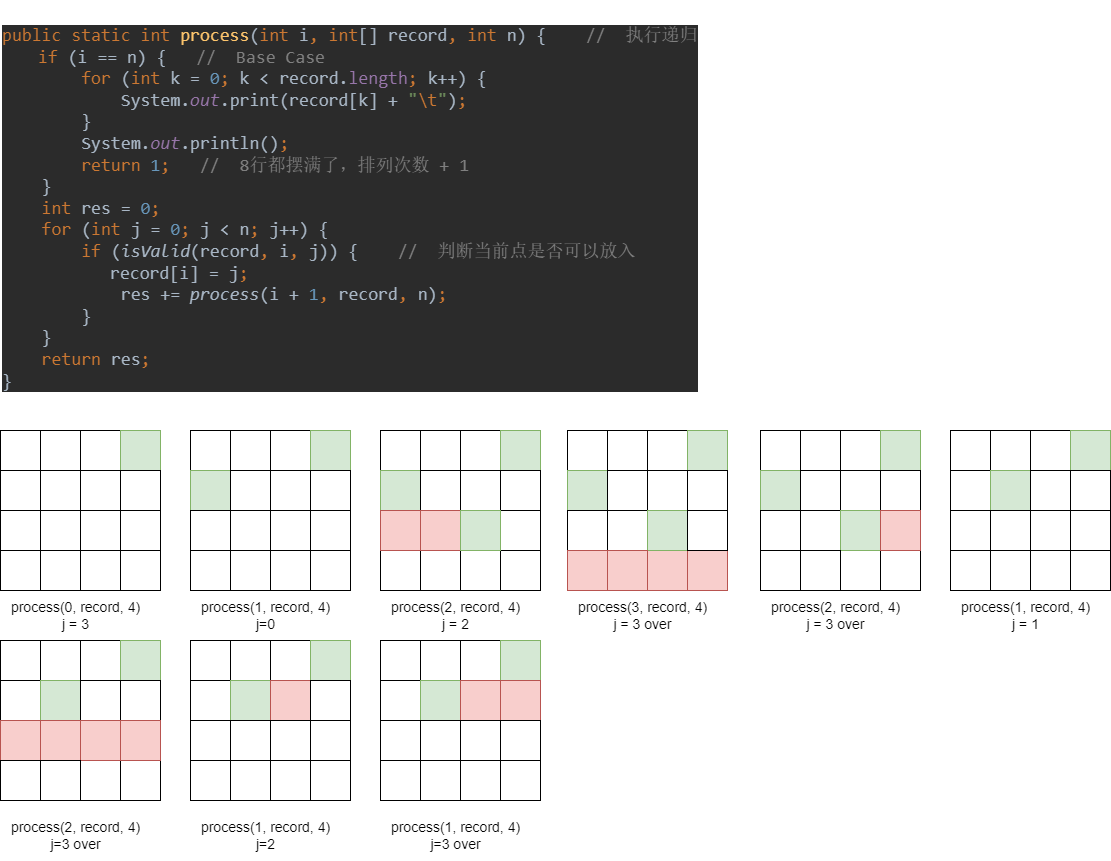 public static int process(int i, int[] record, int n) {    //  执行递归
    if (i == n) {   //  Base Case
        for (int k = 0; k < record.length; k++) {
            System.out.print(record[k] + "\t");
        }
        System.out.println();
        return 1;   //  8行都摆满了，排列次数 + 1
    }
    int res = 0;
    for (int j = 0; j < n; j++) {
        if (isValid(record, i, j)) {    //  判断当前点是否可以放入
           record[i] = j;
            res += process(i + 1, record, n);
        }
    }
    return res;
}
process(0, record, 4)
j = 3
process(1, record, 4)
j=0
process(2, record, 4)
j = 2
process(3, record, 4)
j = 3 over
process(2, record, 4)
j = 3 over
process(1, record, 4)
j = 1
process(2, record, 4)
j=3 over
process(1, record, 4)
j=2
process(1, record, 4)
j=3 over